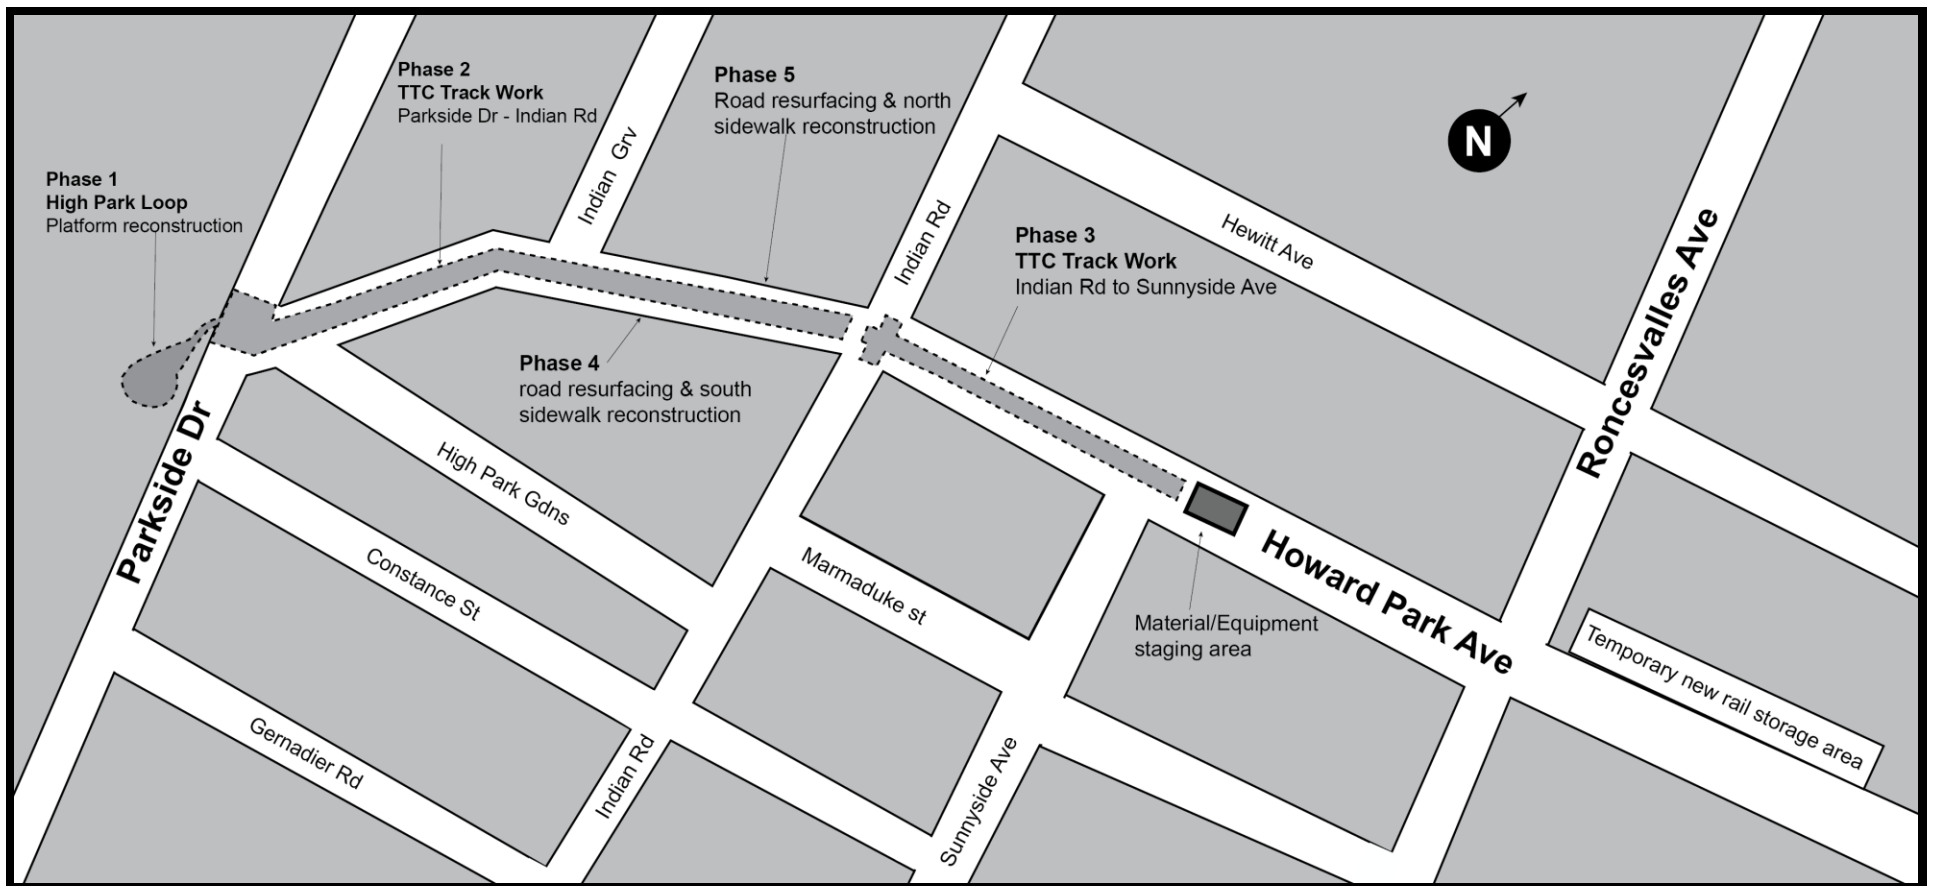 Phase 2
TTC Track Work
Parkside Dr - Indian Rd
Phase 5
Road resurfacing & north
sidewalk reconstruction
N
Phase 1
High Park Loop
Platform reconstruction
Indian Grv
Indian Rd
Hewitt Ave
Phase 3
TTC Track Work
Indian Rd to Sunnyside Ave
Roncesvalles Ave
Phase 4
road resurfacing & south
sidewalk reconstruction
Parkside Dr
High Park Gdns
Constance St
Marmaduke st
Howard Park Ave
Material/Equipment
staging area
Temporary new rail storage area
Gernadier Rd
Indian Rd
Sunnyside Ave